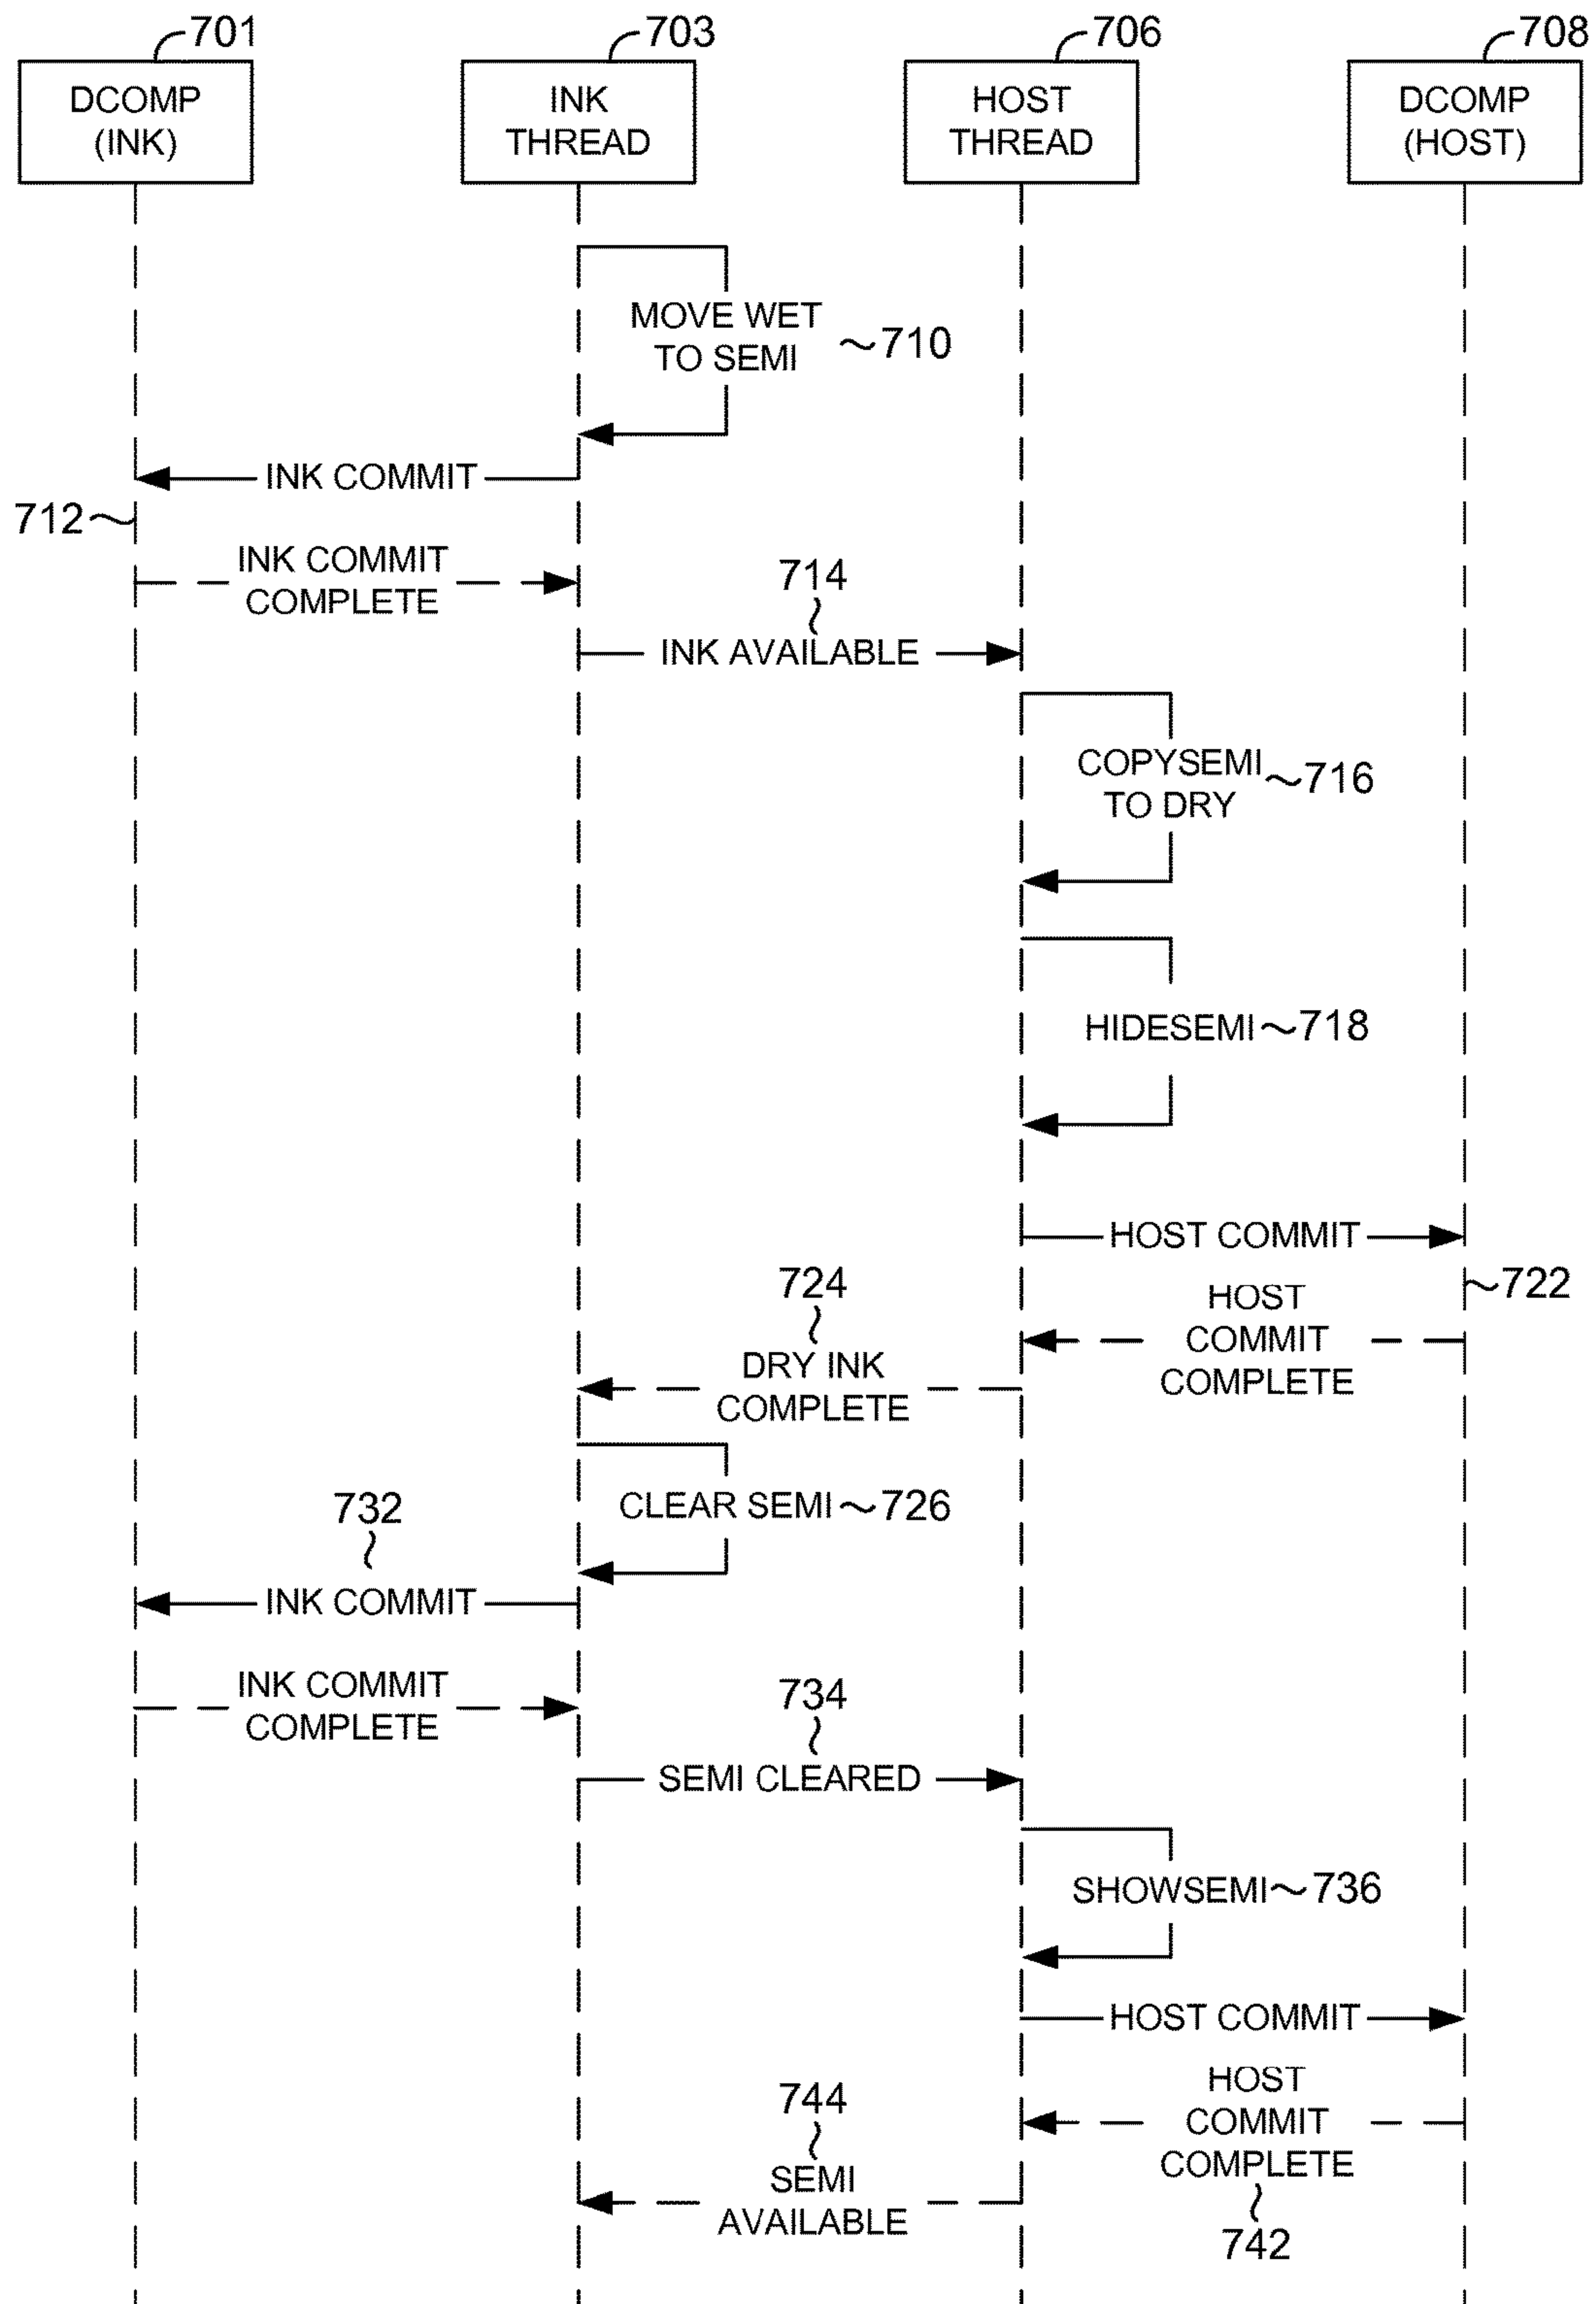 701
703
706
708
DCOMP
(INK)
INK
THREAD
HOST
THREAD
DCOMP
(HOST)
MOVE WET
TO SEMI
710
INK COMMIT
712
INK COMMIT
COMPLETE
714
INK AVAILABLE
COPYSEMI
TO DRY
716
HIDESEMI
718
HOST COMMIT
722
HOST
COMMIT
COMPLETE
724
DRY INK
COMPLETE
CLEAR SEMI
726
732
INK COMMIT
INK COMMIT
COMPLETE
734
SEMI CLEARED
SHOWSEMI
736
HOST COMMIT
HOST
COMMIT
COMPLETE
742
744
SEMI
AVAILABLE